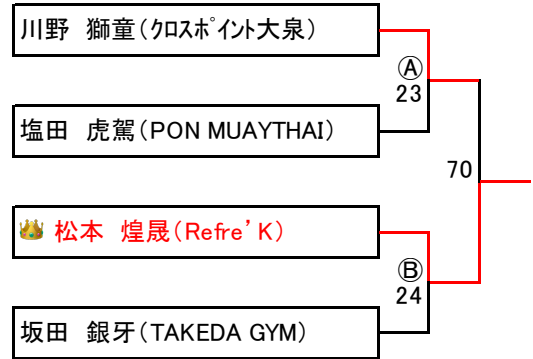 川野　獅童（ｸﾛｽﾎﾟｲﾝﾄ大泉）
Ⓐ
23
塩田　虎駕（PON MUAYTHAI）
70
松本　煌晟（Refre’K）
Ⓑ
24
坂田　銀牙（TAKEDA GYM）